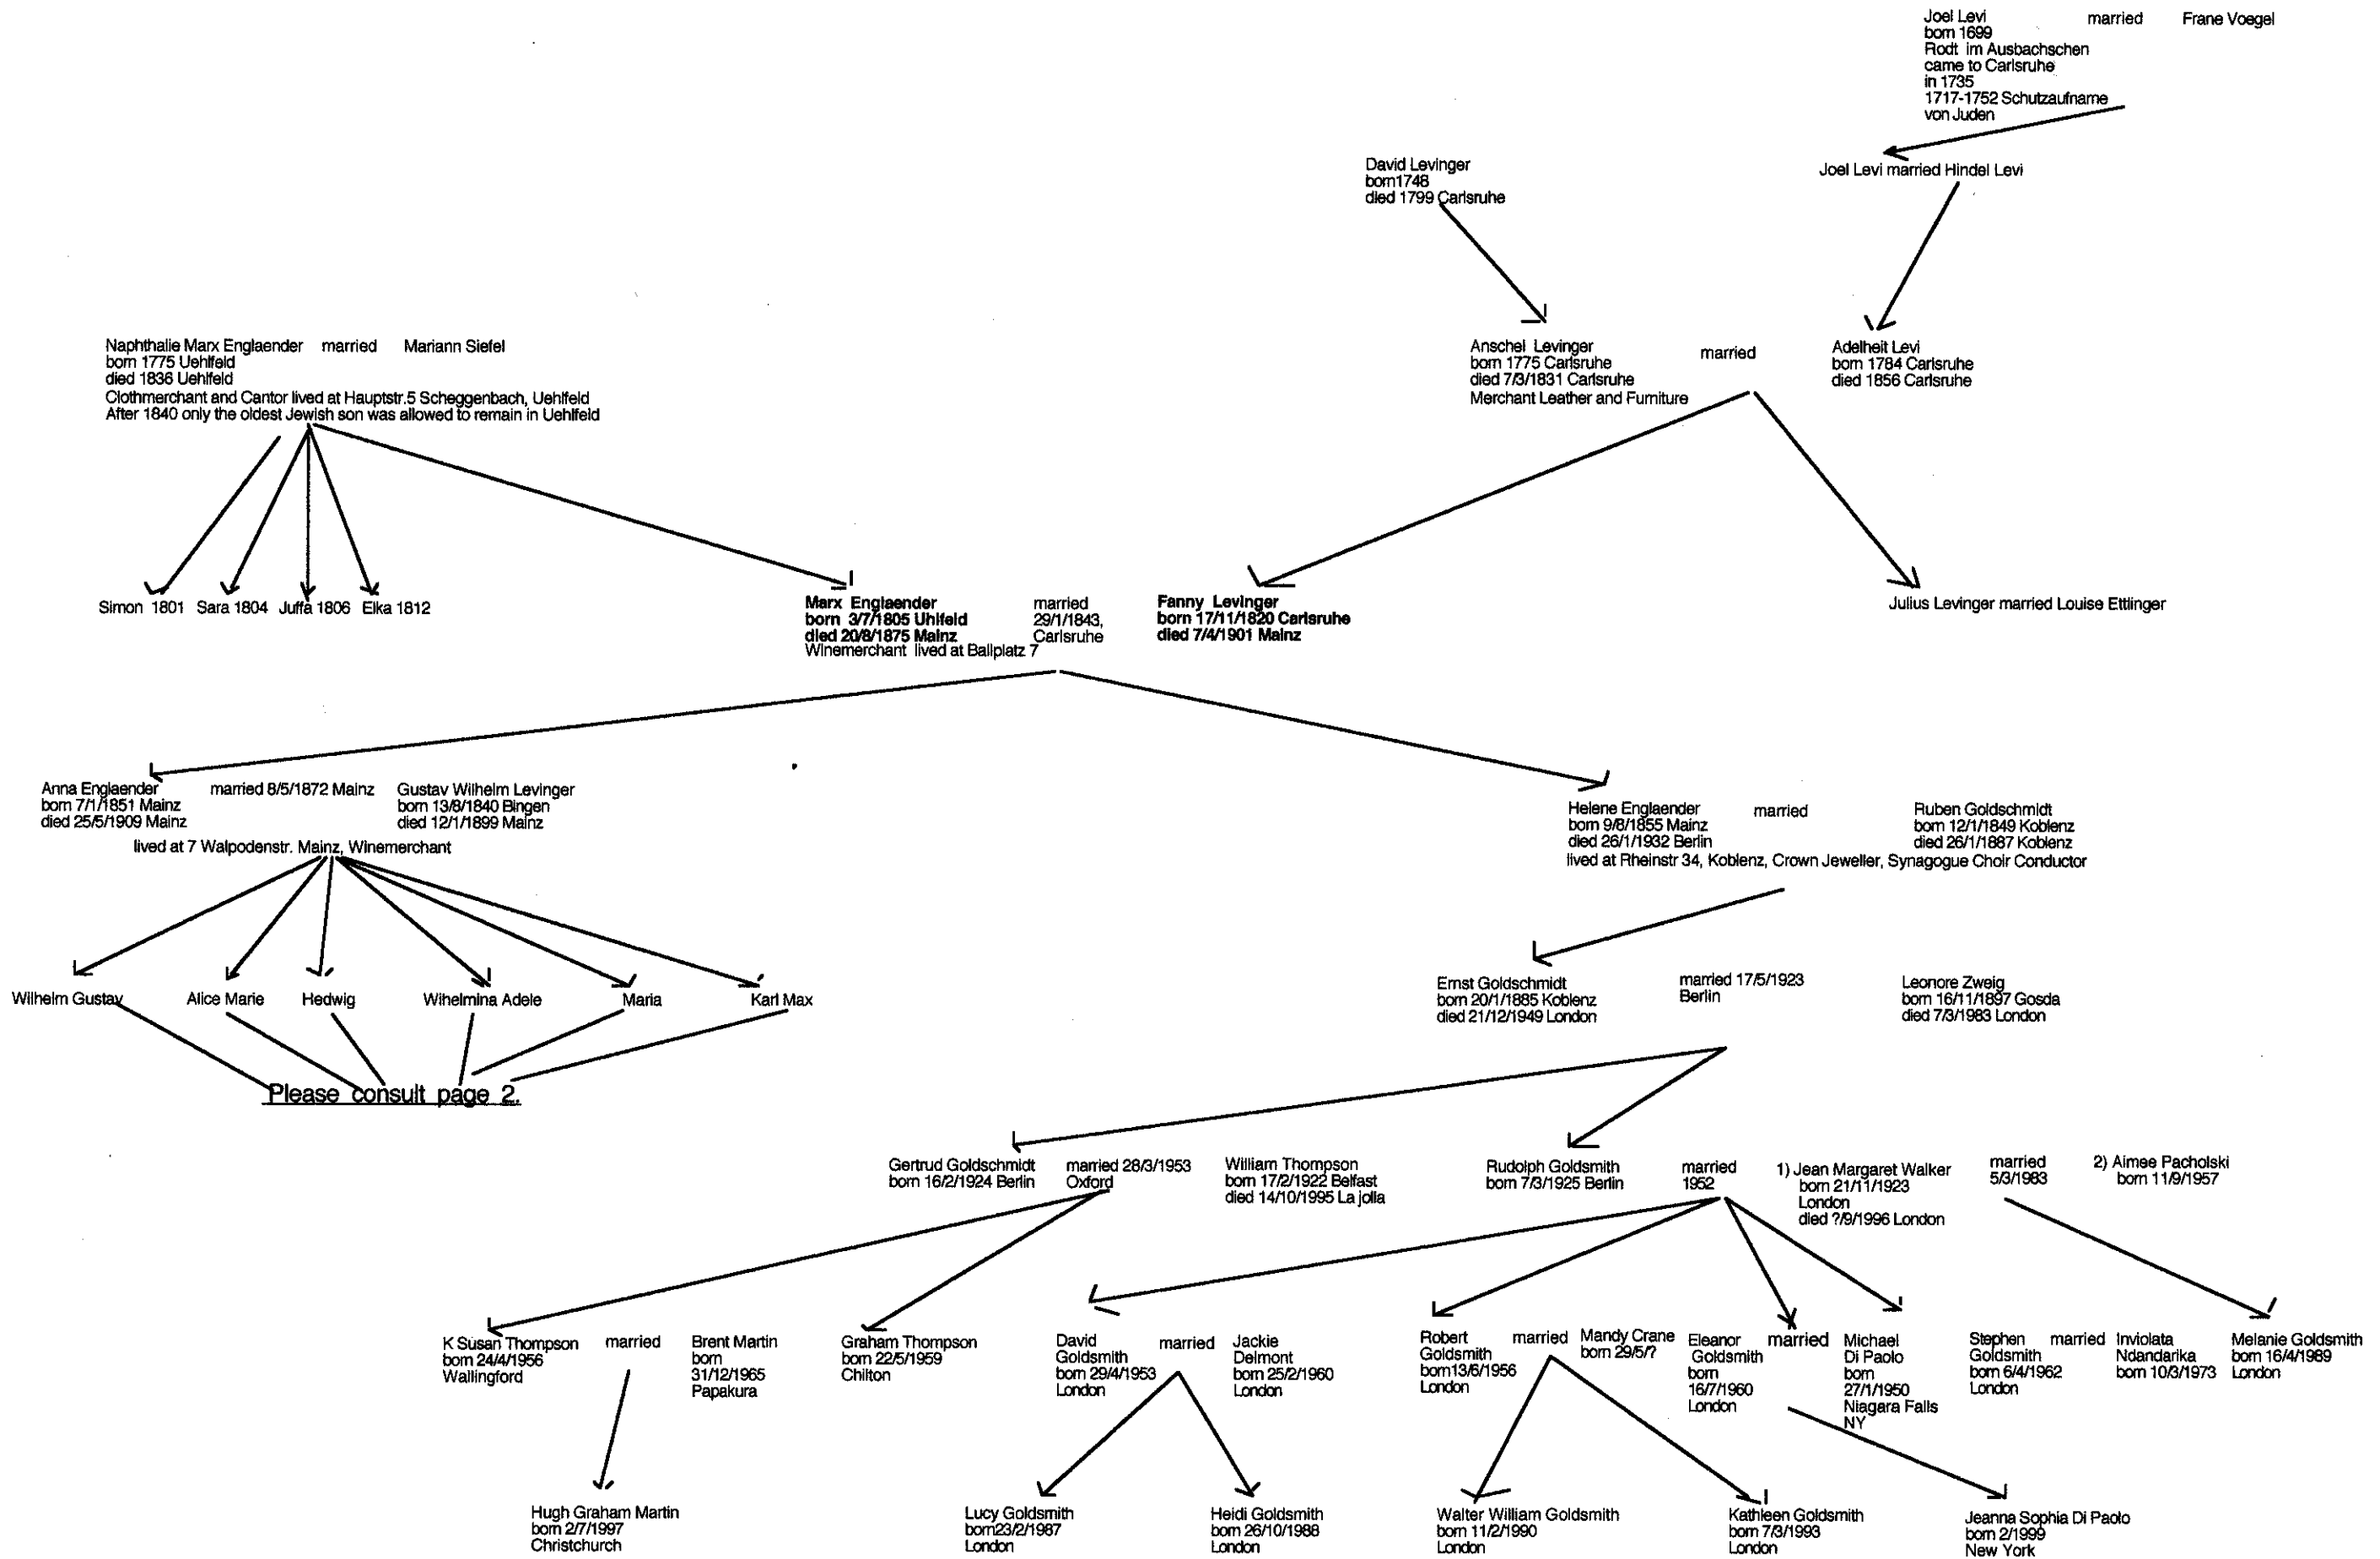 Joel Levi married Frane Voegel
born 1699
Rodt im Ausbachschen
came to Carlsruhe
in 1735
1717-1752 Schutzaufname
von Juden
David Levinger
born1748
died 1799 Carlsruhe
Joel Levi married Hindel Levi
Naphthalie Marx Englaender married Mariann Siefel
born 1775 Uehlfeld
died 1836 Uehlfeld
Clothmerchant and Cantor lived at Hauptstr.5 Scheggenbach, Uehlfeld
After 1840 only the oldest Jewish son was allowed to remain in Uehlfeld
Anschel Levinger
born 1775 Carlsruhe
died 7/3/1831 Carlsruhe
Merchant Leather and Furniture
married
Adelheit Levi
born 1784 Carlsruhe
died 1856 Carlsruhe
Simon 1801 Sara 1804 Juffa 1806 Elka 1812
Marx Englaender
born 3/7/1805 Uhlfeld
died 20/8/1875 Mainz
Winemerchant lived at Ballplatz 7
married
29/1/1843,
Carlsruhe
Fanny Levinger
born 17/11/1820 Carlsruhe
died 7/4/1901 Mainz
Julius Levinger married Louise Ettlinger
Anna Englaender
born 7/1/1851 Mainz
died 25/5/1909 Mainz
married 8/5/1872 Mainz
Gustav Wilhelm Levinger
born 13/8/1840 Bingen
died 12/1/1899 Mainz
lived at 7 Walpodenstr. Mainz, Winemerchant
Helene Englaender
born 9/8/1855 Mainz
died 26/1/1932 Berlin
married
Ruben Goldschmidt
born 12/1/1849 Koblenz
died 26/1/1887 Koblenz
lived at Rheinstr 34, Koblenz, Crown Jeweller, Synagogue Choir Conductor
Wilhelm Gustav Alice Marie Hedwig Wihelmina Adele Maria Karl Max
Please consult page 2.
Ernst Goldschmidt
born 20/1/1885 Koblenz
died 21/12/1949 London
married 17/5/1923
Berlin
Leonore Zweig
born 16/11/1897 Gosda
died 7/3/1983 London
Gertrud Goldschmidt
born 16/2/1924 Berlin
married 28/3/1953
Oxford
William Thompson
born 17/2/1922 Belfast
died 14/10/1995 La jolla
Rudolph Goldsmith
born 7/3/1925 Berlin
married
1952
1) Jean Margaret Walker
born 21/11/1923
London
died ?/9/1996 London
married
5/3/1983
2) Aimee Pacholski
born 11/9/1957
K Susan Thompson
born 24/4/1956
Wallingford
married
Brent Martin
born
31/12/1965
Papakura
Graham Thompson
born 22/5/1959
Chilton
David
Goldsmith
born 29/4/1953
London
married
Jackie
Delmont
born 25/2/1960
London
Robert
Goldsmith
born13/6/1956
London
married
Mandy Crane
born 29/5/?
Eleanor
Goldsmith
born
16/7/1960
London
married
Michael
Di Paolo
born
27/1/1950
Niagara Falls
NY
Stephen
Goldsmith
born 6/4/1962
London
married
Inviolata
Ndandarika
born 10/3/1973
Melanie Goldsmith
born 16/4/1989
London
Hugh Graham Martin
born 2/7/1997
Christchurch
Lucy Goldsmith
born23/2/1987
London
Heidi Goldsmith
born 26/10/1988
London
Walter William Goldsmith
born 11/2/1990
London
Kathleen Goldsmith
born 7/3/1993
London
Jeanna Sophia Di Paolo
born 2/1999
New York